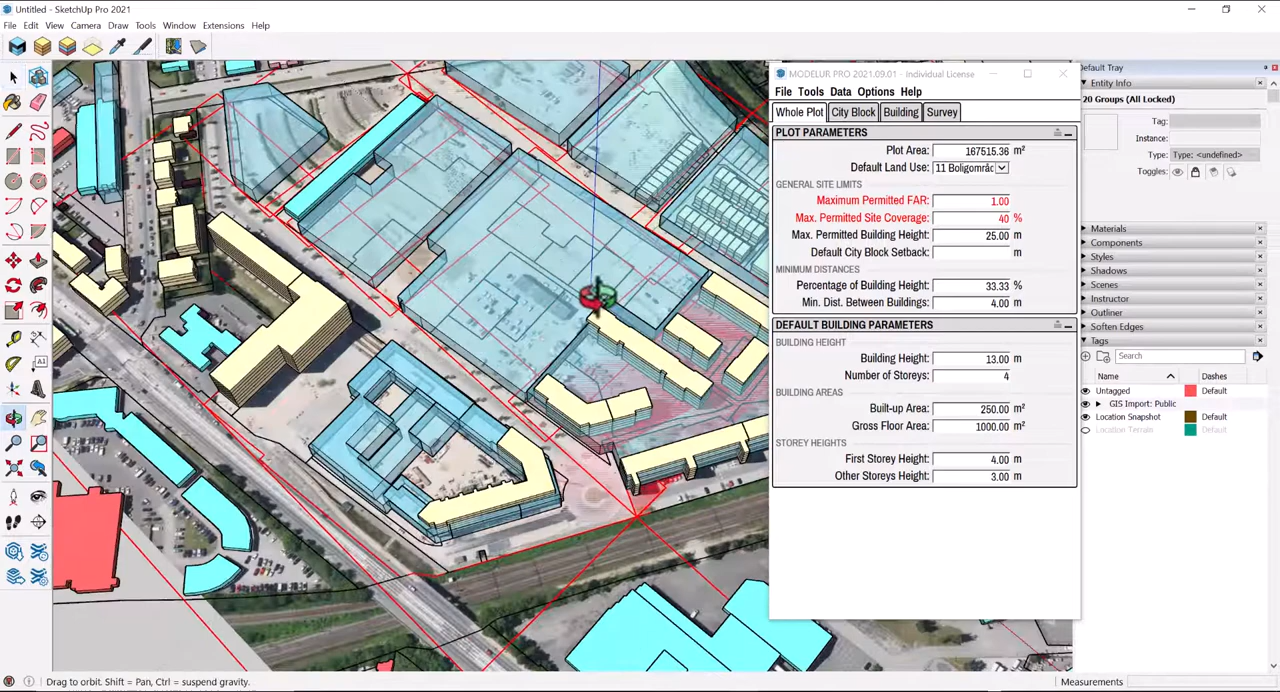 Untitled - SketchUp Pro 2021
File Edit View Camera Draw Tools Window Extensions Help
MODELUR PRO 2021.09.01 - Individual License
File Tools Data Options Help
Whole Plot City Block Building Survey
PLOT PARAMETERS
Plot Area: 167515.36 m²
Default Land Use: 11 Boligområc
GENERAL SITE LIMITS
Maximum Permitted FAR: 1.00
Max. Permitted Site Coverage: 40 %
Max. Permitted Building Height: 25.00 m
Default City Block Setback: m
MINIMUM DISTANCES
Percentage of Building Height: 33.33 %
Min. Dist. Between Buildings: 4.00 m
DEFAULT BUILDING PARAMETERS
BUILDING HEIGHT
Building Height: 13.00 m
Number of Storeys: 4
BUILDING AREAS
Built-up Area: 250.00 m²
Gross Floor Area: 1000.00 m²
STOREY HEIGHTS
First Storey Height: 4.00 m
Other Storeys Height: 3.00 m
Default Tray
Entity Info
20 Groups (All Locked)
Tag:
Instance:
Type: Type: <undefined>
Toggles:
Materials
Components
Styles
Shadows
Scenes
Instructor
Outliner
Soften Edges
Tags
Search
Name Dashes
Untagged Default
GIS Import: Public
Location Snapshot Default
Location Terrain Default
Drag to orbit. Shift = Pan, Ctrl = suspend gravity.
Measurements